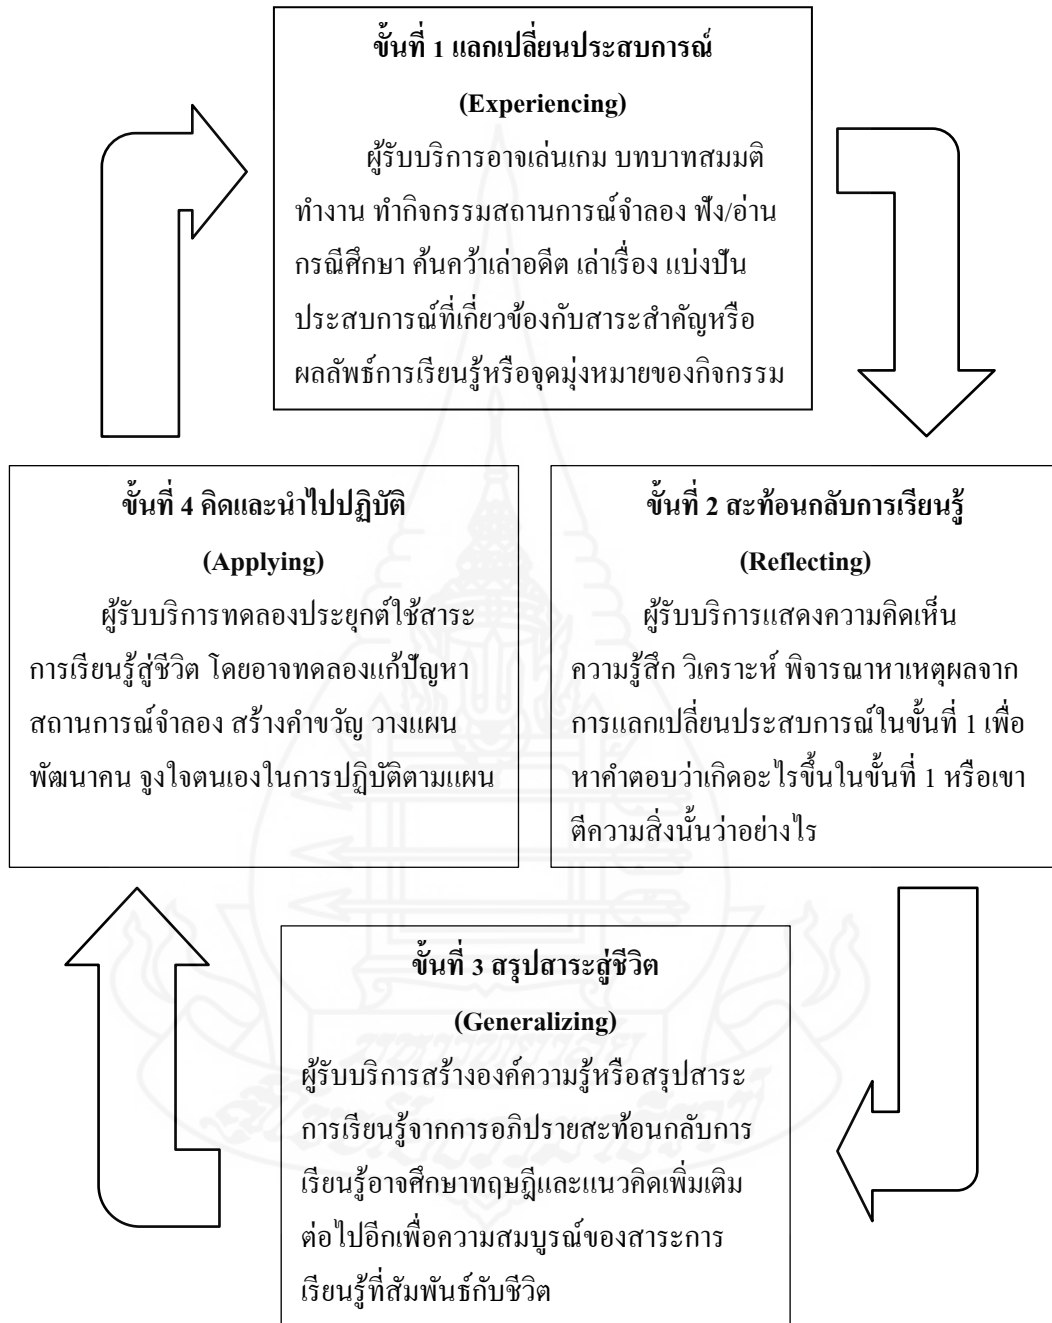 ขั้นที่ 1 แลกเปลี่ยนประสบการณ์
(Experiencing)
ผู้รับบริการอาจเล่นเกม บทบาทสมมติ
ทำงาน ทำกิจกรรมสถานการณ์จำลอง ฟัง/อ่าน
กรณีศึกษา ค้นคว้าเล่าอดีต เล่าเรื่อง แบ่งปัน
ประสบการณ์ที่เกี่ยวข้องกับสาระสำคัญหรือ
ผลลัพธ์การเรียนรู้หรือจุดมุ่งหมายของกิจกรรม
ขั้นที่ 2 สะท้อนกลับการเรียนรู้
(Reflecting)
ผู้รับบริการแสดงความคิดเห็น
ความรู้สึก วิเคราะห์ พิจารณาหาเหตุผลจาก
การแลกเปลี่ยนประสบการณ์ในขั้นที่ 1 เพื่อ
หาคำตอบว่าเกิดอะไรขึ้นในขั้นที่ 1 หรือเขา
ตีความสิ่งนั้นว่าอย่างไร
ขั้นที่ 3 สรุปสาระสู่ชีวิต
(Generalizing)
ผู้รับบริการสร้างองค์ความรู้หรือสรุปสาระ
การเรียนรู้จากการอภิปรายสะท้อนกลับการ
เรียนรู้อาจศึกษาทฤษฎีและแนวคิดเพิ่มเติม
ต่อไปอีกเพื่อความสมบูรณ์ของสาระการ
เรียนรู้ที่สัมพันธ์กับชีวิต
ขั้นที่ 4 คิดและนำไปปฏิบัติ
(Applying)
ผู้รับบริการทดลองประยุกต์ใช้สาระ
การเรียนรู้สู่ชีวิต โดยอาจทดลองแก้ปัญหา
สถานการณ์จำลอง สร้างคำขวัญ วางแผน
พัฒนาคน จูงใจตนเองในการปฏิบัติตามแผน
มหาวิทยาลัย
สุโขทัยธรรมาธิราช